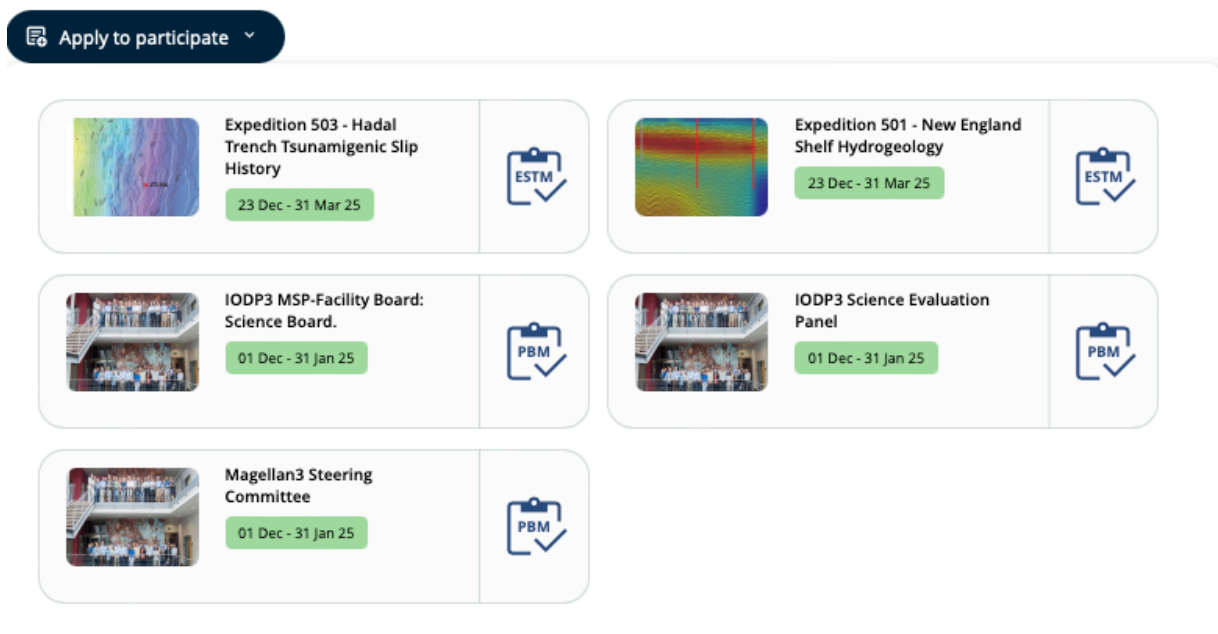 Apply to participate
Expedition 503 - Hadal
Trench Tsunamigenic Slip
History
23 Dec - 31 Mar 25
ESTM
Expedition 501 - New England
Shelf Hydrogeology
23 Dec - 31 Mar 25
ESTM
IODP3 MSP-Facility Board:
Science Board.
01 Dec - 31 Jan 25
PBM
IODP3 Science Evaluation
Panel
01 Dec - 31 Jan 25
PBM
Magellan3 Steering
Committee
01 Dec - 31 Jan 25
PBM